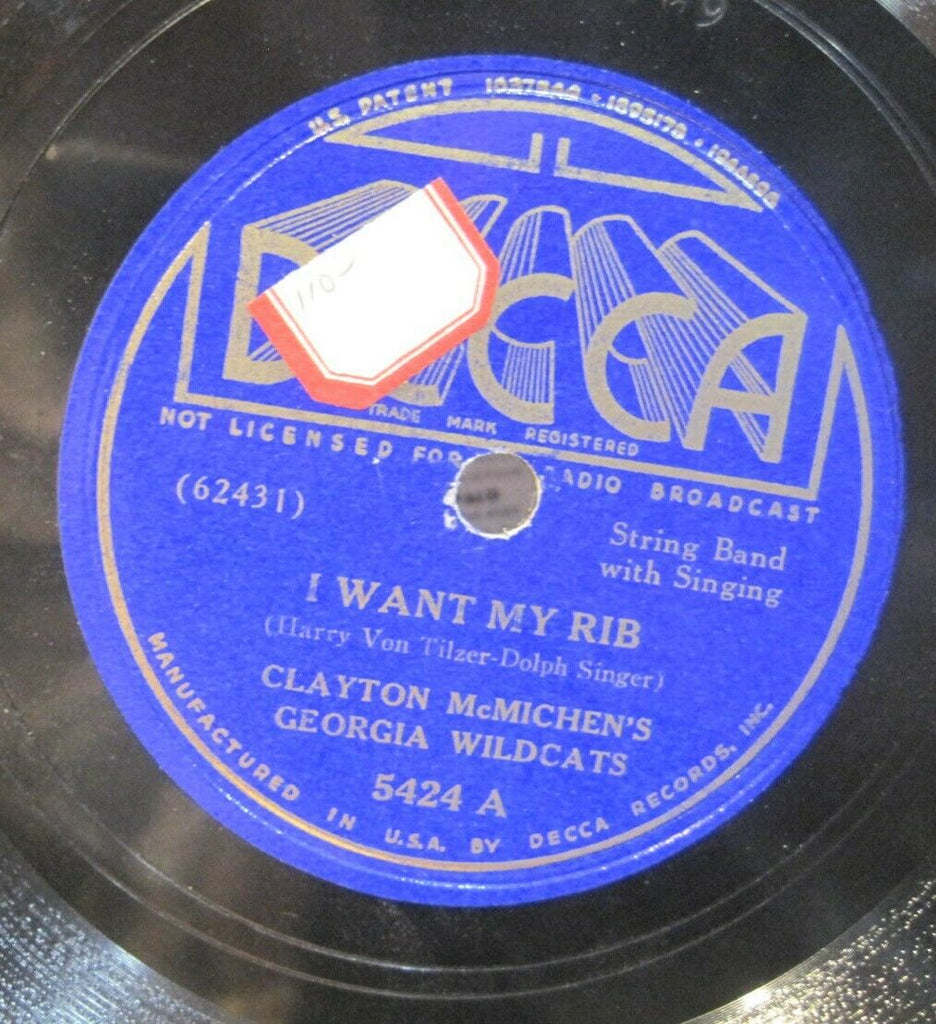 U.S. PATENT
DECCA
110-
TRADE MARK REGISTERED
NOT LICENSED FOR RADIO BROADCAST
(62431)
String Band
with Singing
I WANT MY RIB
(Harry Von Tilzer-Dolph Singer)
CLAYTON McMICHEN'S
GEORGIA WILDCATS
5424 A
MANUFACTURED IN U.S.A. BY DECCA RECORDS, INC.